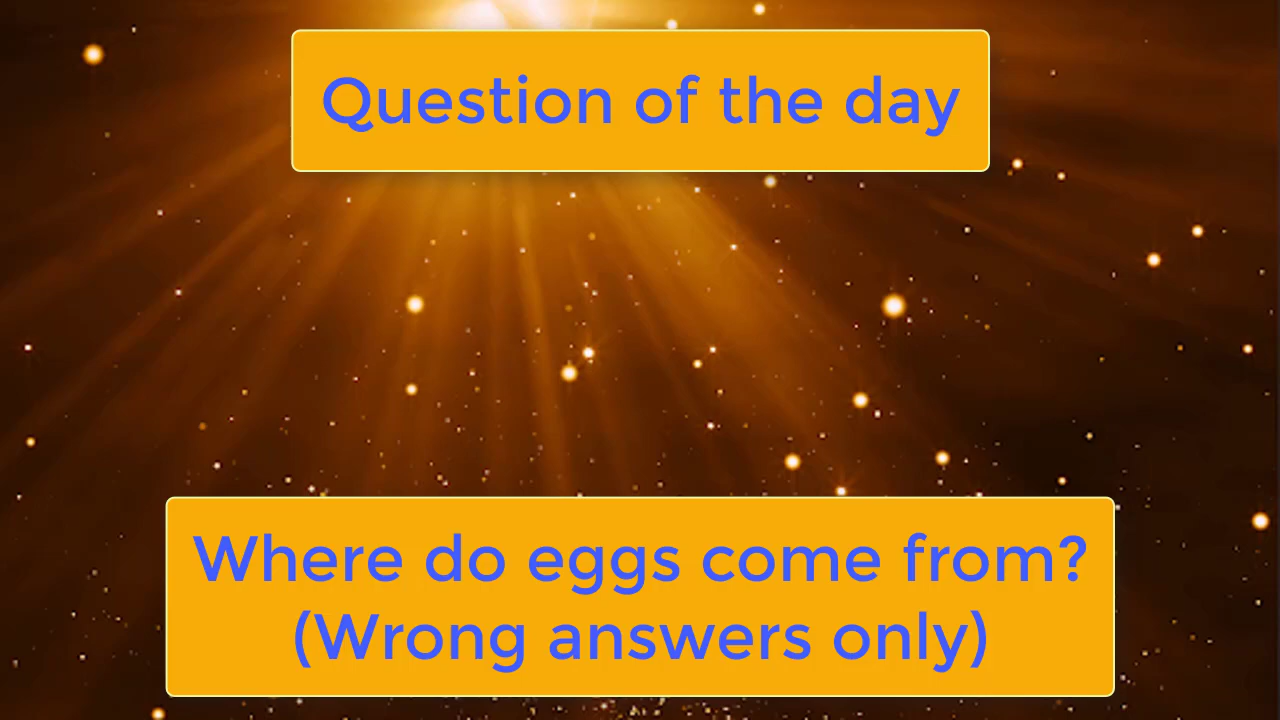 Question of the day
Where do eggs come from?
(Wrong answers only)